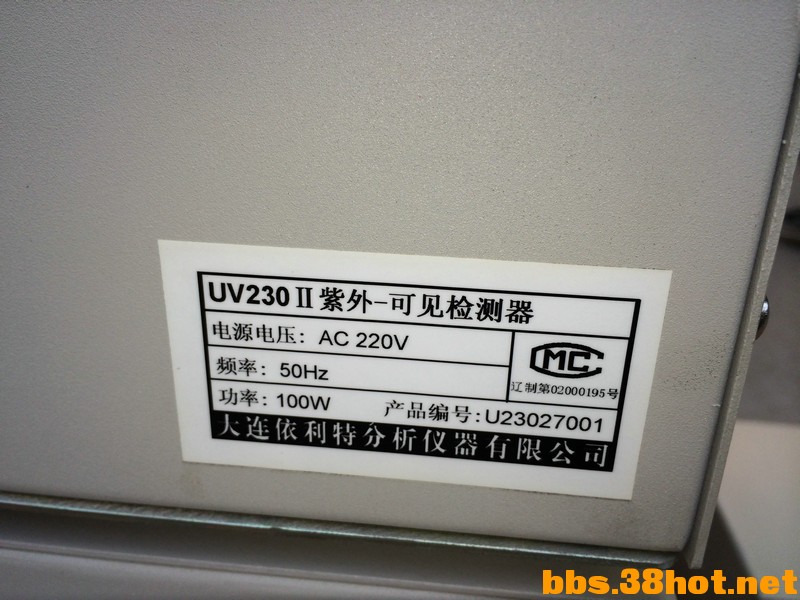 UV230Ⅱ紫外-可见检测器
电源电压: AC 220V
频率: 50Hz
MC
辽制第02000195号
功率: 100W
产品编号:U23027001
大连依利特分析仪器有限公司
bbs.38hot.net